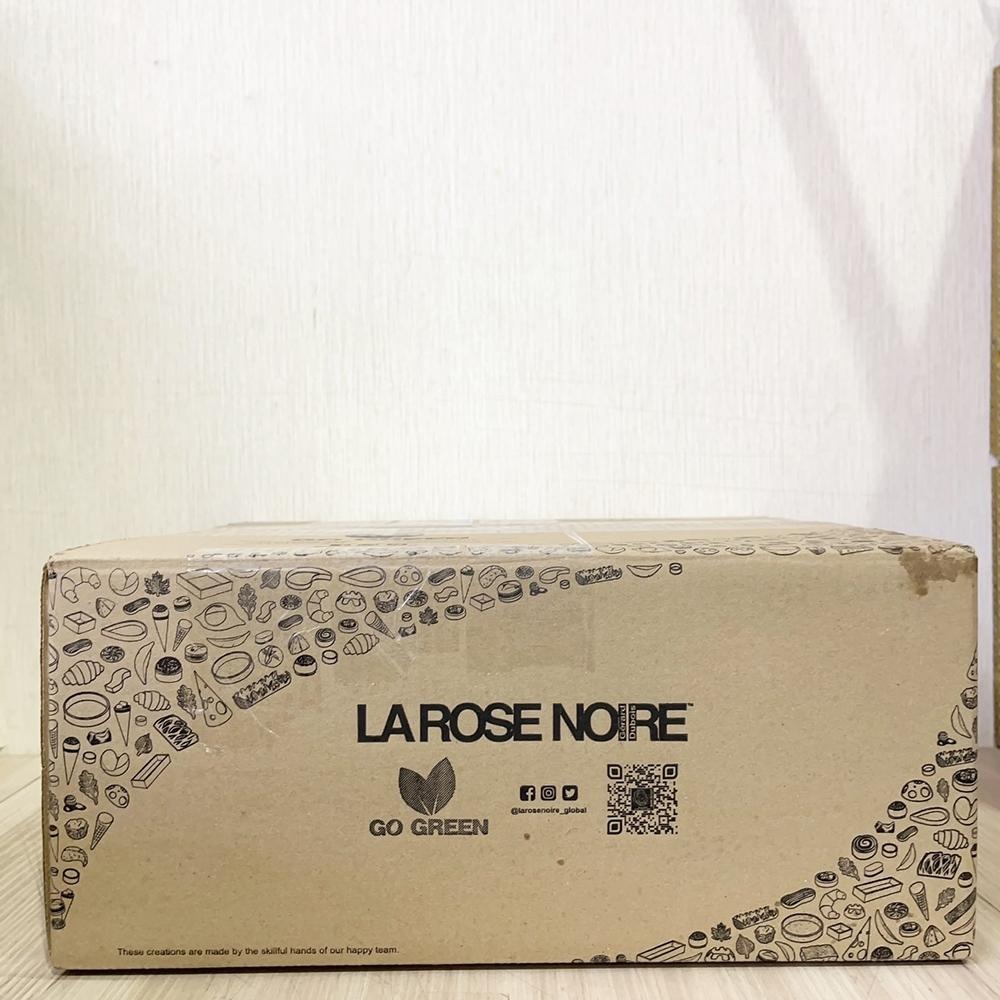 LA ROSE NOIRE™
Gérard
Dubois
GO GREEN
@larosenoire_global
These creations are made by the skillful hands of our happy team.